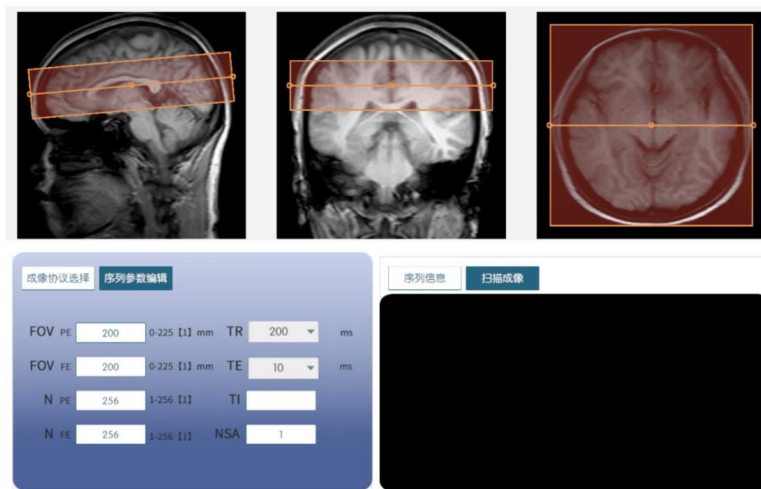 成像协议选择 序列参数编辑 序列信息 扫描成像
FOV PE 200 0-225【1】mm TR 200 ms
FOV FE 200 0-225【1】mm TE 10 ms
N PE 256 1-256【1】 TI
N FE 256 1-256【1】 NSA 1